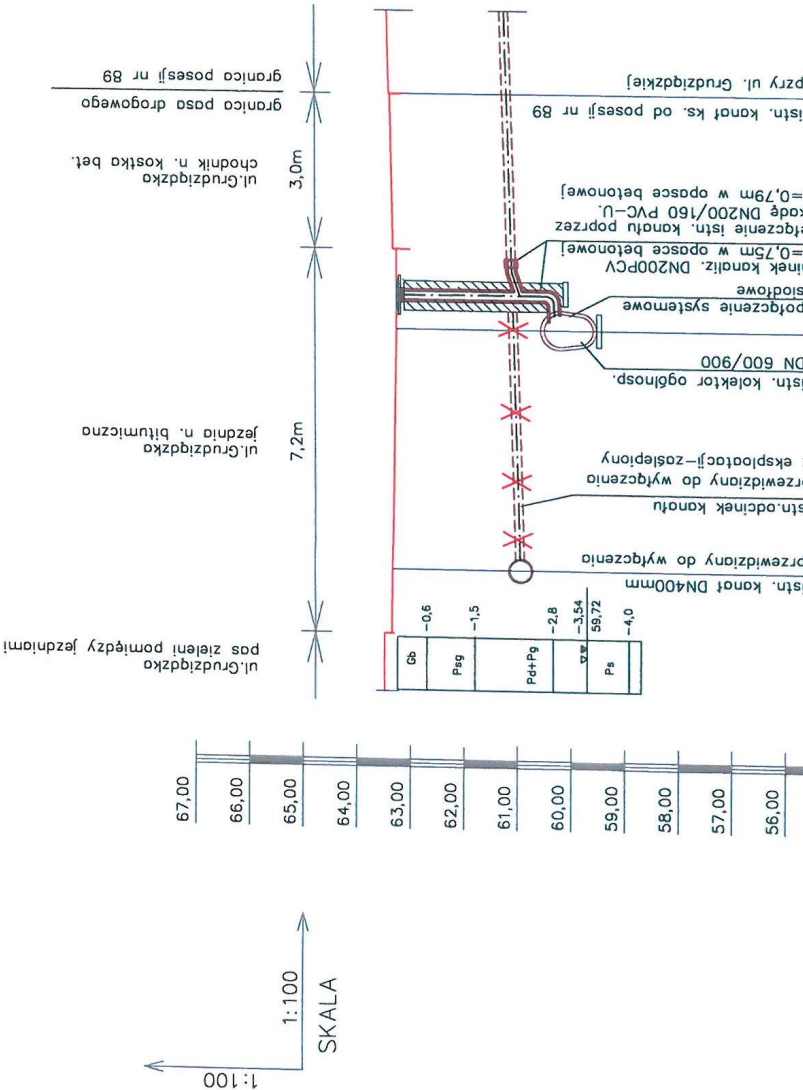 ul.Grudziądzka
pas zieleni pomiędzy jezdniami
ul.Grudziądzka
jezdnia n. bitumiczna
ul.Grudziądzka
chodnik n. kostka bet.
granica pasa drogowego
granica posesji nr 89
7,2m
3,0m
istn. kanał DN400mm
przewidziany do wyłączenia
istn.odcinek kanału
przewidziany do wyłączenia
z eksploatacji-zaślepiony
istn. kolektor ogólnosp.
DN 600/900
połączenie systemowe
siodłowe
kanaliz. DN200PCV
=0,75m w opasce betonowej
istn. kanału poprzez
DN200/160 PVC-U.
=0,79m w opasce betonowej
istn. kanał ks. od posesji nr 89
przy ul. Grudziądzkiej
Gb
-0,6
Psg
-1,5
Pd+Pg
-2,8
-3,54
59,72
Ps
-4,0
67,00
66,00
65,00
64,00
63,00
62,00
61,00
60,00
59,00
58,00
57,00
56,00
1:100
1:100
SKALA